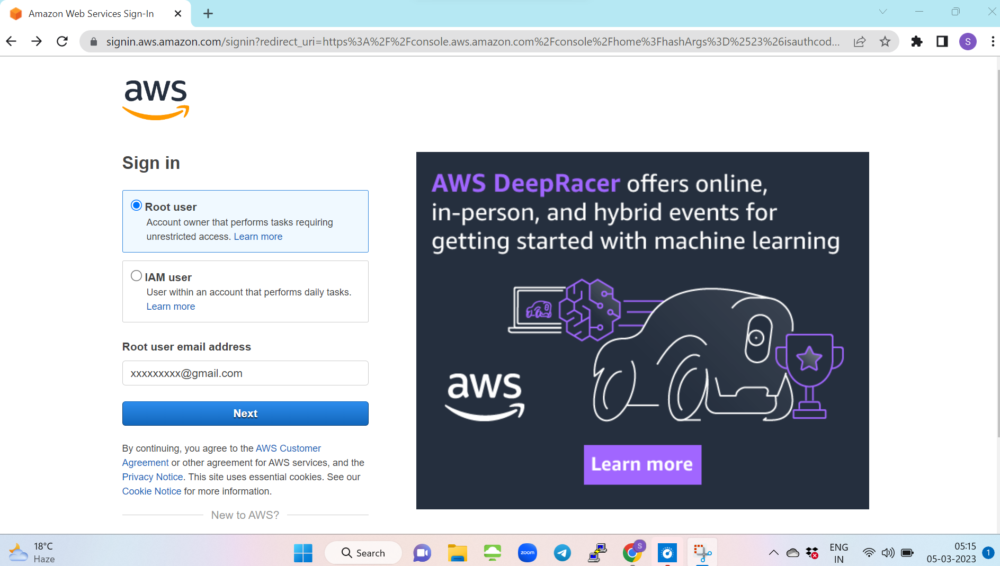 Amazon Web Services Sign-In
signin.aws.amazon.com/signin?redirect_uri=https%3A%2F%2Fconsole.aws.amazon.com%2Fconsole%2Fhome%3FhashArgs%3D%2523%26isauthcod...
S
aws
Sign in
Root user
Account owner that performs tasks requiring
unrestricted access. Learn more
IAM user
User within an account that performs daily tasks.
Learn more
Root user email address
xxxxxxxxx@gmail.com
Next
By continuing, you agree to the AWS Customer
Agreement or other agreement for AWS services, and the
Privacy Notice. This site uses essential cookies. See our
Cookie Notice for more information.
New to AWS?
AWS DeepRacer offers online,
in-person, and hybrid events for
getting started with machine learning
aws
Learn more
18°C
Haze
Search
zoom
S
ENG
IN
05:15
05-03-2023
1